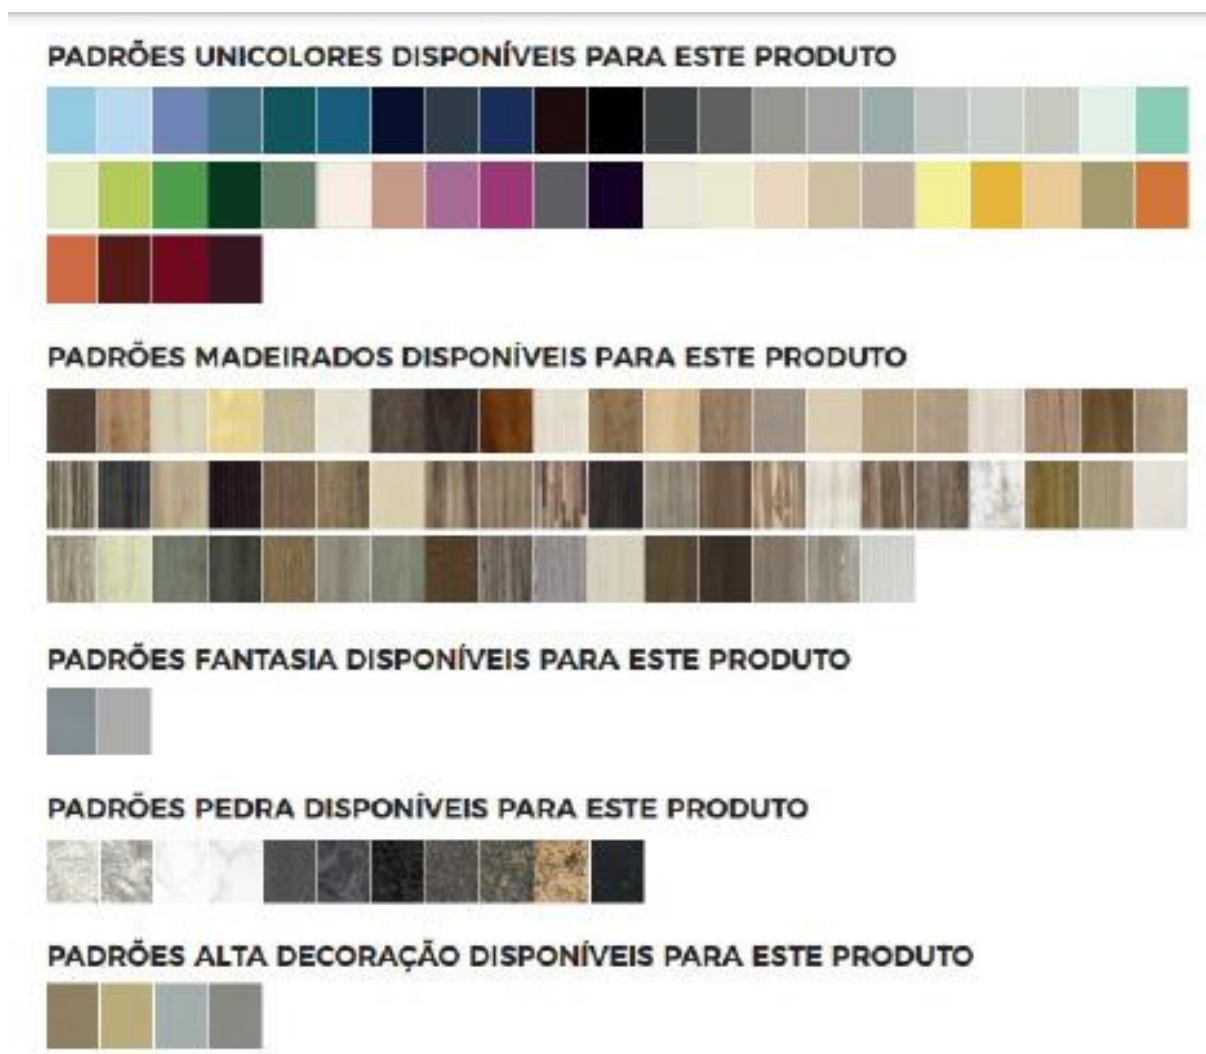 PADRÕES UNICOLORES DISPONÍVEIS PARA ESTE PRODUTO
PADRÕES MADEIRADOS DISPONÍVEIS PARA ESTE PRODUTO
PADRÕES FANTASIA DISPONÍVEIS PARA ESTE PRODUTO
PADRÕES PEDRA DISPONÍVEIS PARA ESTE PRODUTO
PADRÕES ALTA DECORAÇÃO DISPONÍVEIS PARA ESTE PRODUTO